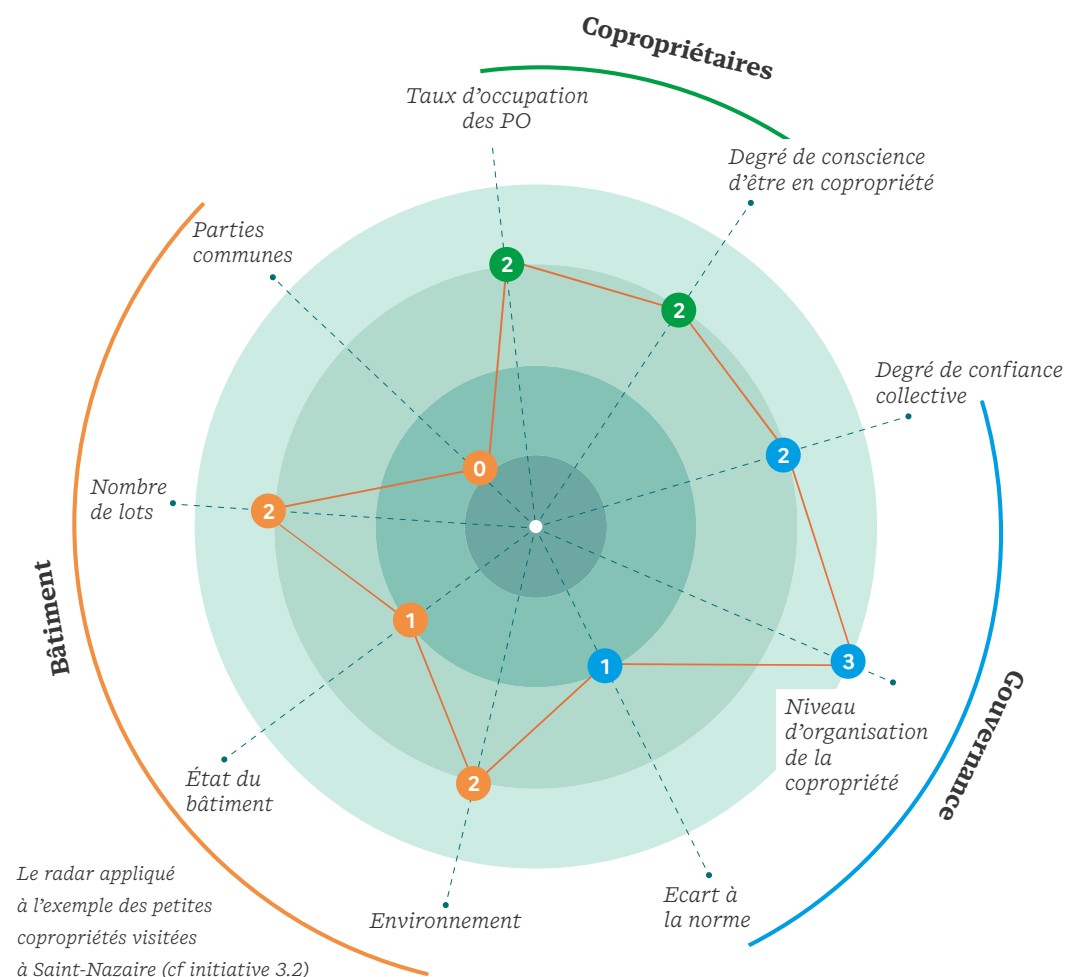 Copropriétaires
Taux d’occupation
des PO
Degré de conscience
d’être en copropriété
Parties
communes
2
2
Degré de confiance
collective
2
0
Nombre
de lots
2
Bâtiment
1
1
3
Niveau
d’organisation
de la
copropriété
Gouvernance
État du
bâtiment
2
Ecart à
la norme
Environnement
Le radar appliqué
à l’exemple des petites
copropriétés visitées
à Saint-Nazaire (cf initiative 3.2)